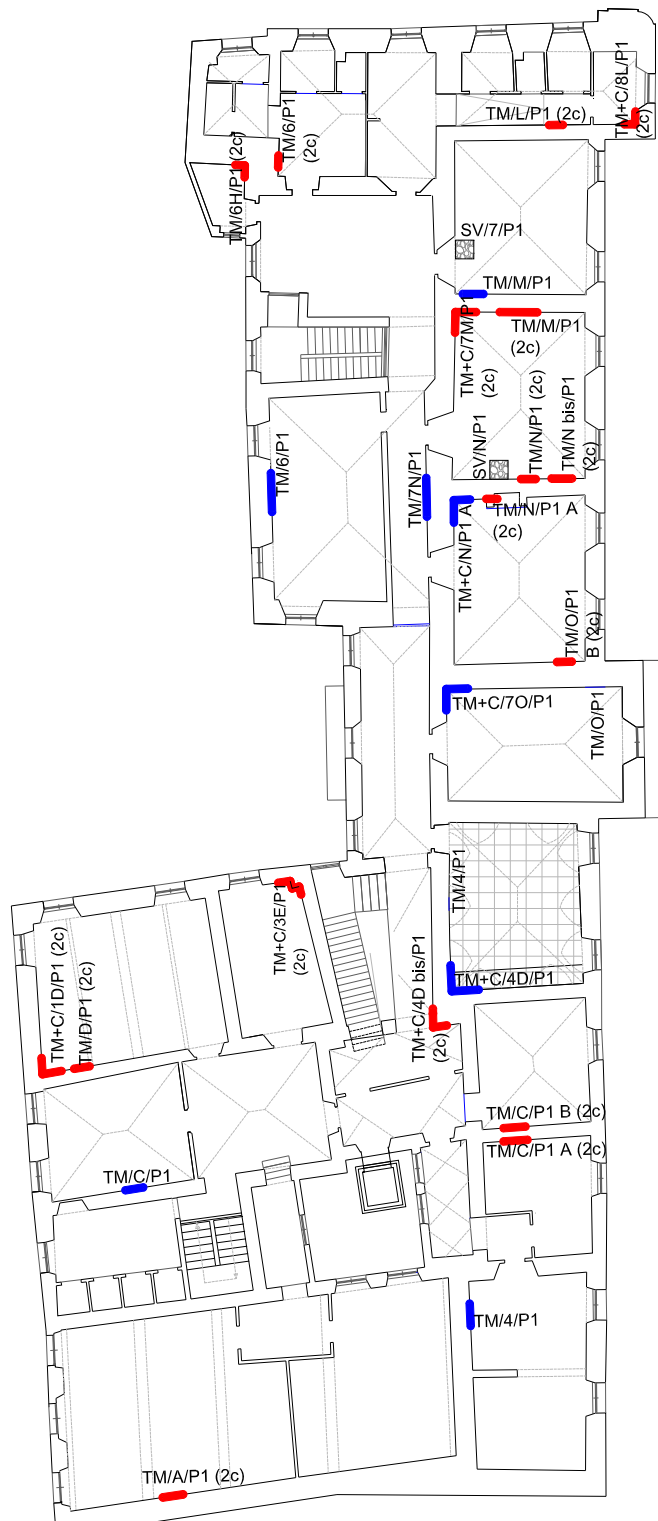 TM/L/P1 (2c)
TM+C/8L/P1
(2c)
TM/6/P1
(2c)
TM/6H/P1 (2c)
SV/7/P1
TM/M/P1
TM+C/7M/P1
(2c)
TM/M/P1
(2c)
TM/6/P1
TM/7N/P1
SV/N/P1
TM/N/P1 (2c)
TM/N bis/P1
(2c)
TM+C/N/P1 A
TM/N/P1 A
(2c)
TM/O/P1
B (2c)
TM+C/7O/P1
TM/O/P1
TM/4/P1
TM+C/3E/P1
(2c)
TM+C/1D/P1 (2c)
TM/D/P1 (2c)
TM+C/4D/P1
TM+C/4D bis/P1
(2c)
TM/C/P1 B (2c)
TM/C/P1 A (2c)
TM/C/P1
TM/4/P1
TM/A/P1 (2c)